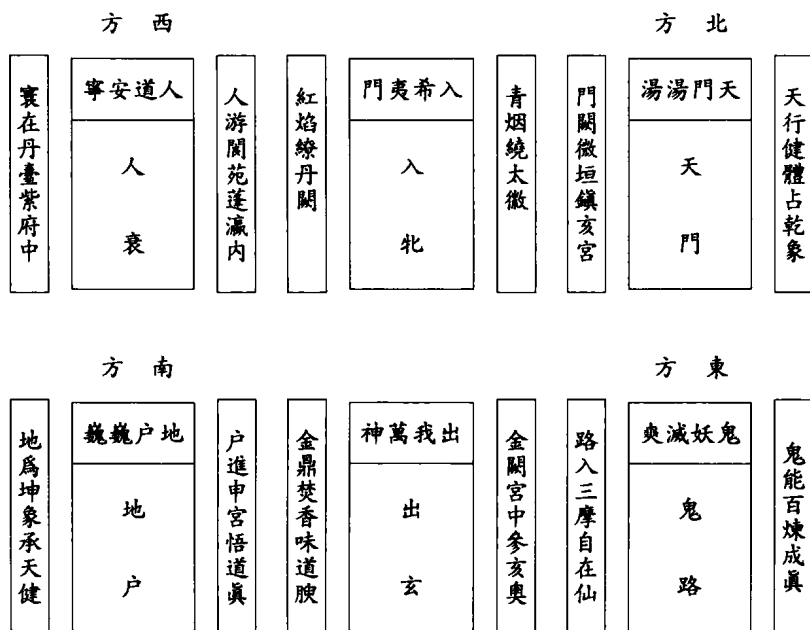 北方
天行健體占乾象
天門湯湯
天
門
門闕微垣鎮亥宮
青烟繞太微
入希夷門
入
牝
紅焰繚丹闕
西方
人游閬苑蓬瀛内
人道安寧
人
衰
寰在丹臺紫府中
東方
鬼能百煉成眞
鬼妖滅爽
鬼
路
路入三摩自在仙
金闕宫中參亥奥
出我萬神
出
玄
金鼎焚香味道腴
南方
户進申宫悟道眞
地户巍巍
地
户
地爲坤象承天健